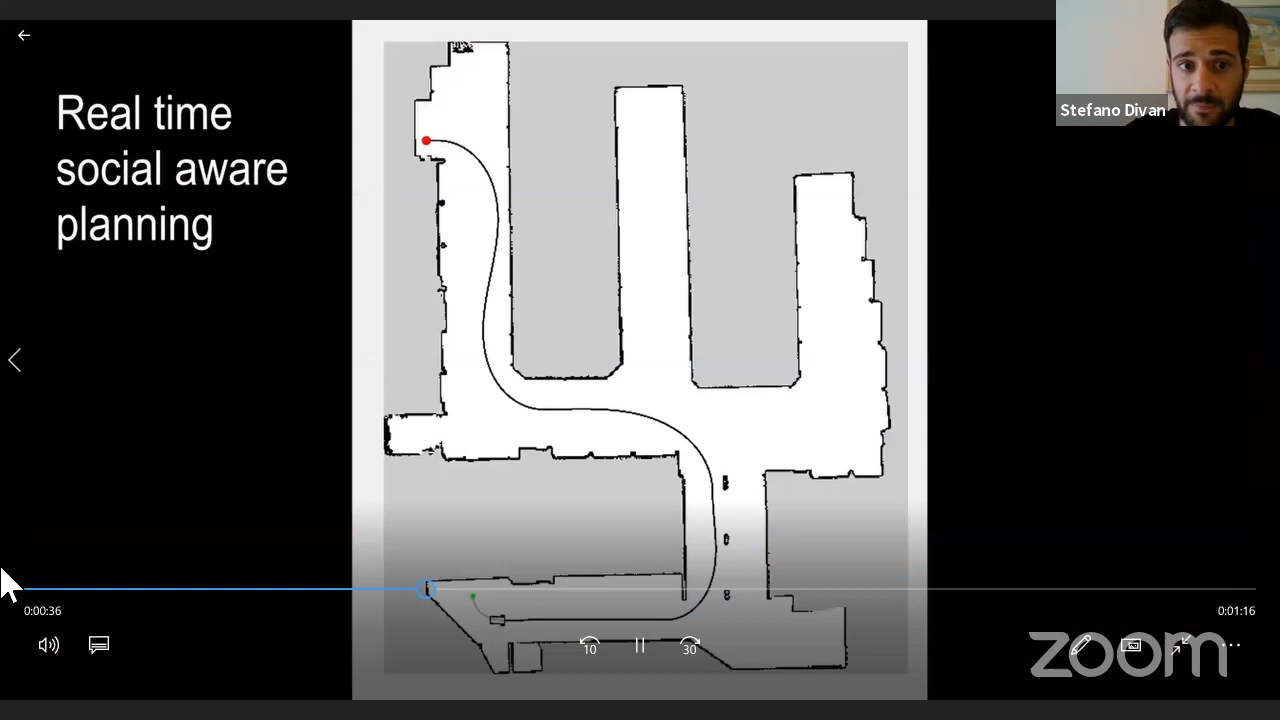 Real time
social aware
planning
Stefano Divan
0:00:36
0:01:16
10
30
zoom